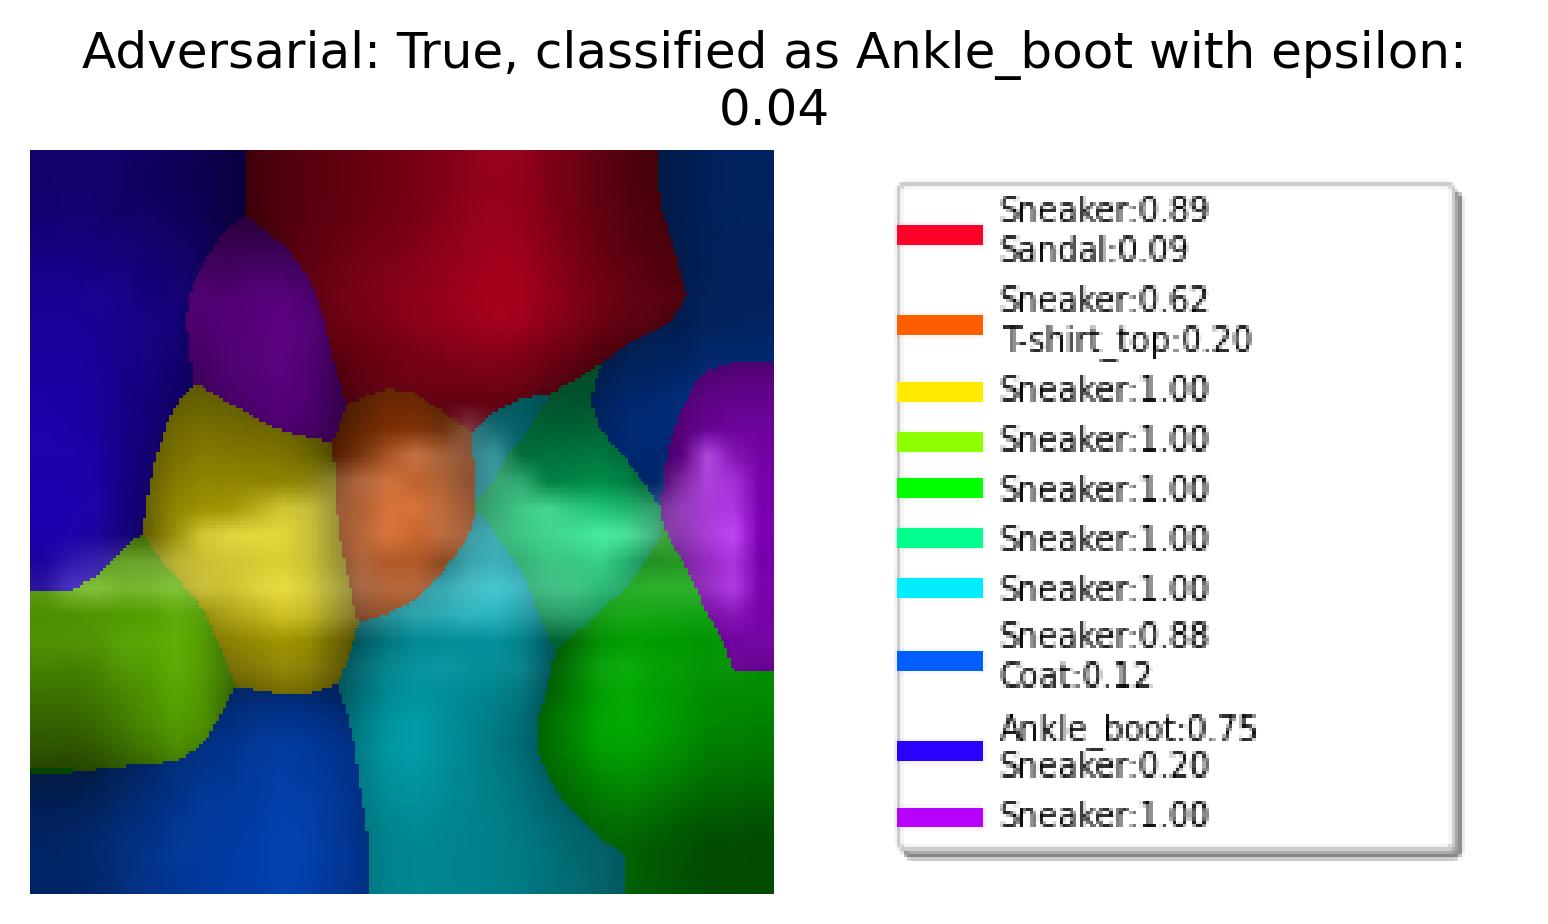 Adversarial: True, classified as Ankle_boot with epsilon:
0.04
Sneaker:0.89
Sandal:0.09
Sneaker:0.62
T-shirt_top:0.20
Sneaker:1.00
Sneaker:1.00
Sneaker:1.00
Sneaker:1.00
Sneaker:1.00
Sneaker:0.88
Coat:0.12
Ankle_boot:0.75
Sneaker:0.20
Sneaker:1.00